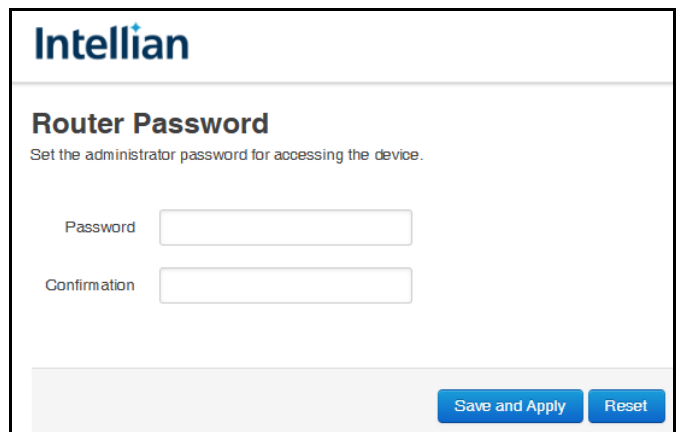 Intellian
Router Password
Set the administrator password for accessing the device.
Password
Confirmation
Save and Apply Reset